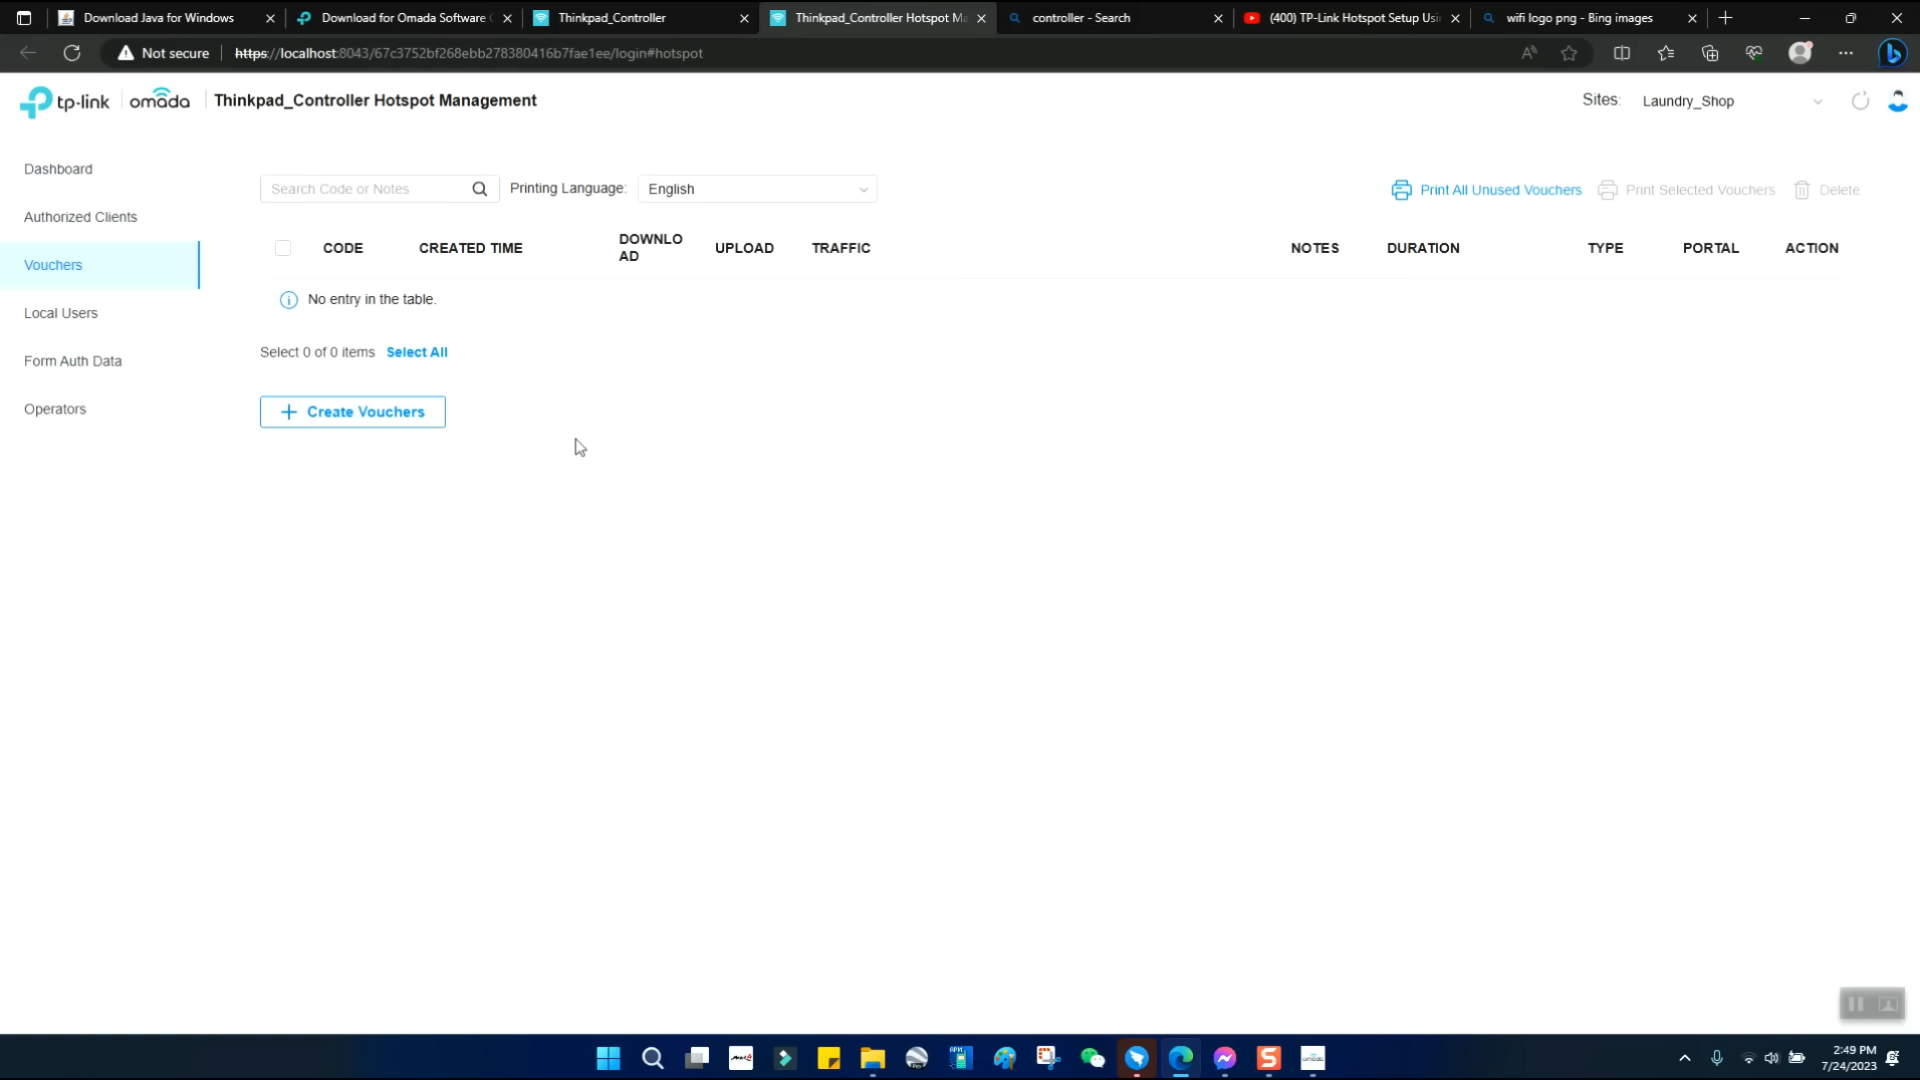 Download Java for Windows
Download for Omada Software
Thinkpad_Controller
Thinkpad_Controller Hotspot Ma
controller - Search
(400) TP-Link Hotspot Setup Usi
wifi logo png - Bing images
Not secure
https://localhost:8043/67c3752bf268ebb278380416b7fae1ee/login#hotspot
tp-link
omada
Thinkpad_Controller Hotspot Management
Sites:
Laundry_Shop
Dashboard
Authorized Clients
Vouchers
Local Users
Form Auth Data
Operators
Search Code or Notes
Printing Language:
English
Print All Unused Vouchers
Print Selected Vouchers
Delete
CODE
CREATED TIME
DOWNLO
AD
UPLOAD
TRAFFIC
NOTES
DURATION
TYPE
PORTAL
ACTION
No entry in the table.
Select 0 of 0 items Select All
Create Vouchers
2:49 PM
7/24/2023